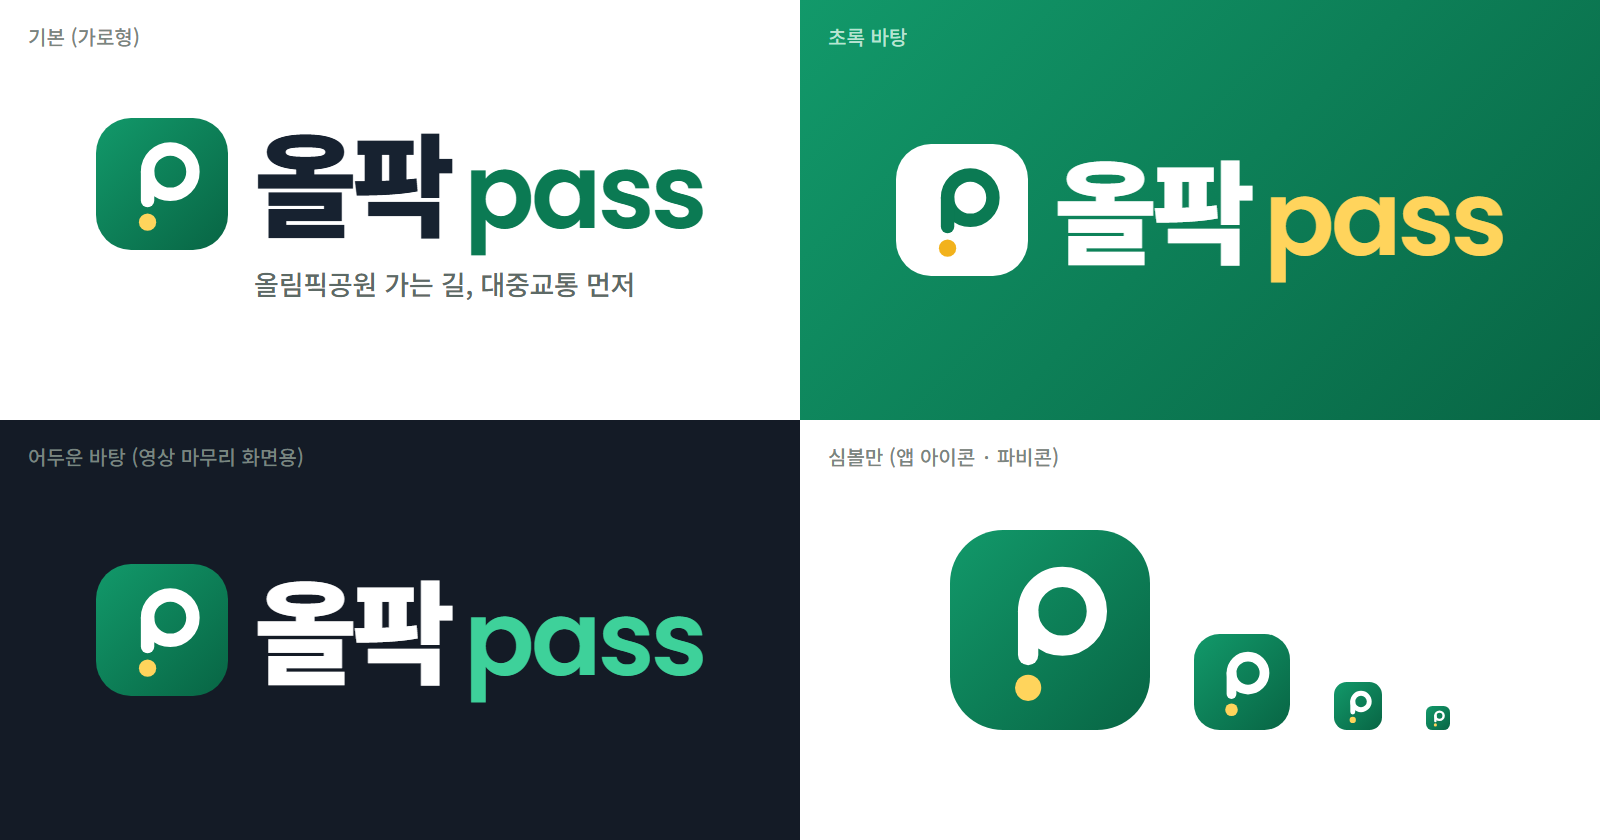 기본 (가로형)
올팍 pass
올림픽공원 가는 길, 대중교통 먼저
초록 바탕
올팍 pass
어두운 바탕 (영상 마무리 화면용)
올팍 pass
심볼만 (앱 아이콘 · 파비콘)